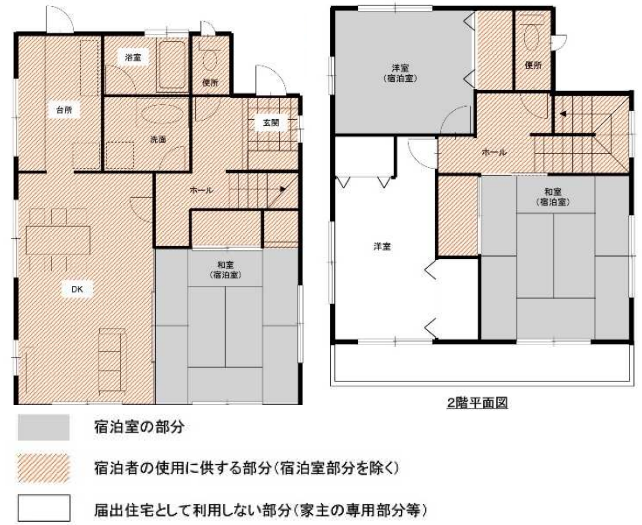 浴室
便所
台所
洗面
玄関
ホール
DK
和室
(宿泊室)
洋室
(宿泊室)
便所
ホール
和室
(宿泊室)
洋室
2階平面図
宿泊室の部分
宿泊者の使用に供する部分(宿泊室部分を除く)
届出住宅として利用しない部分(家主の専用部分等)